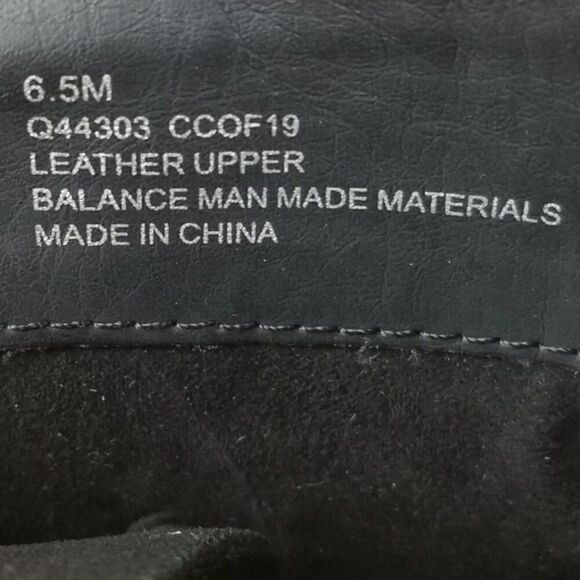 6.5M
Q44303 CCOF19
LEATHER UPPER
BALANCE MAN MADE MATERIALS
MADE IN CHINA